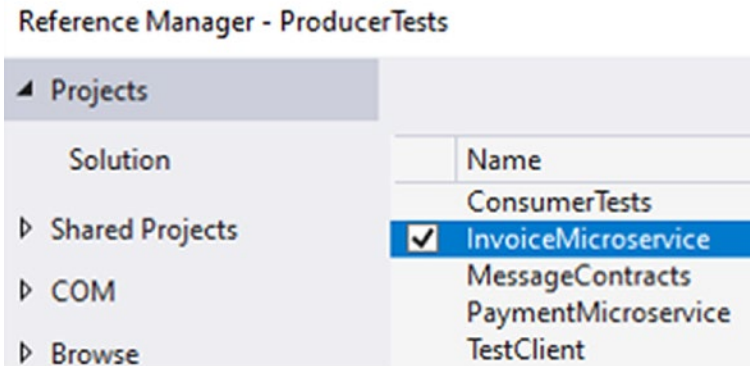 Reference Manager - ProducerTests
Projects
Solution
Shared Projects
COM
Browse
Name
ConsumerTests
InvoiceMicroservice
MessageContracts
PaymentMicroservice
TestClient